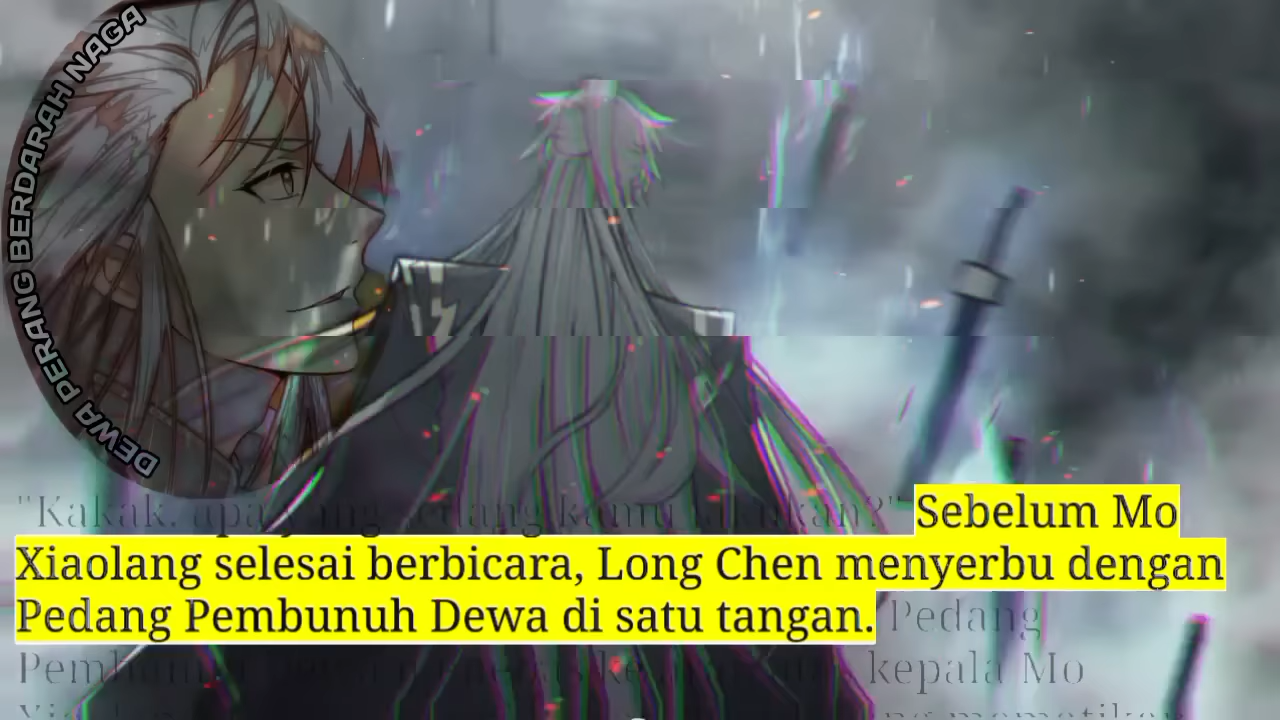 DEWA PERANG BERDARAH NAGA
"Kakak, apa yang sedang kamu lakukan?" Sebelum Mo
Xiaolang selesai berbicara, Long Chen menyerbu dengan
Pedang Pembunuh Dewa di satu tangan. Pedang
kepala Mo